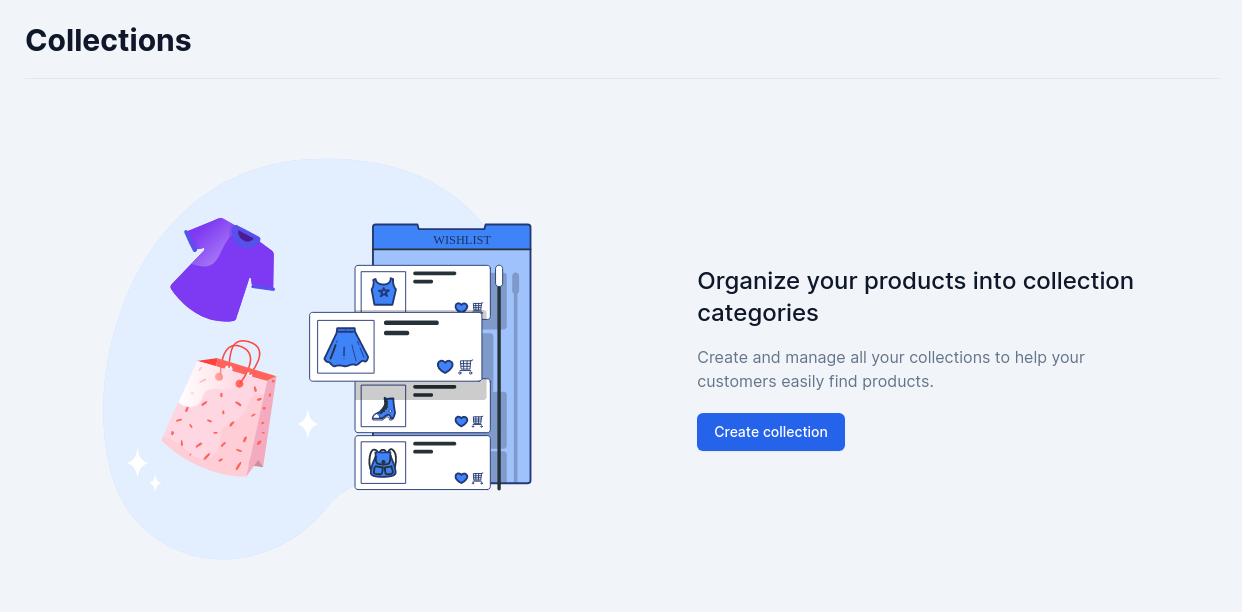 Collections
WISHLIST
Organize your products into collection
categories
Create and manage all your collections to help your
customers easily find products.
Create collection